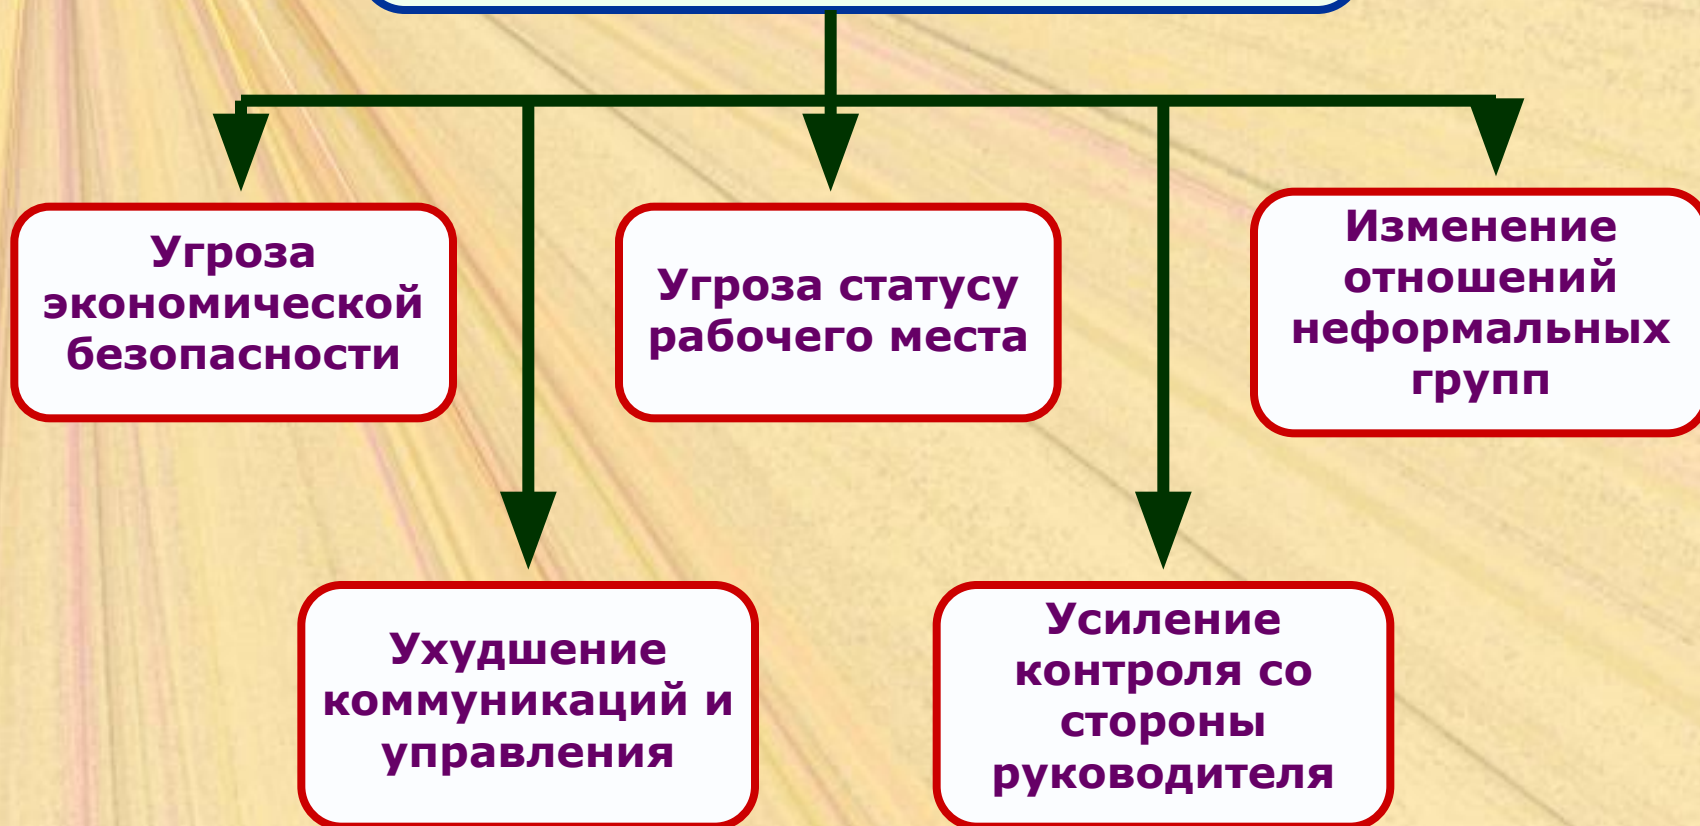 Угроза
экономической
безопасности
Угроза статусу
рабочего места
Изменение
отношений
неформальных
групп
Ухудшение
коммуникаций и
управления
Усиление
контроля со
стороны
руководителя